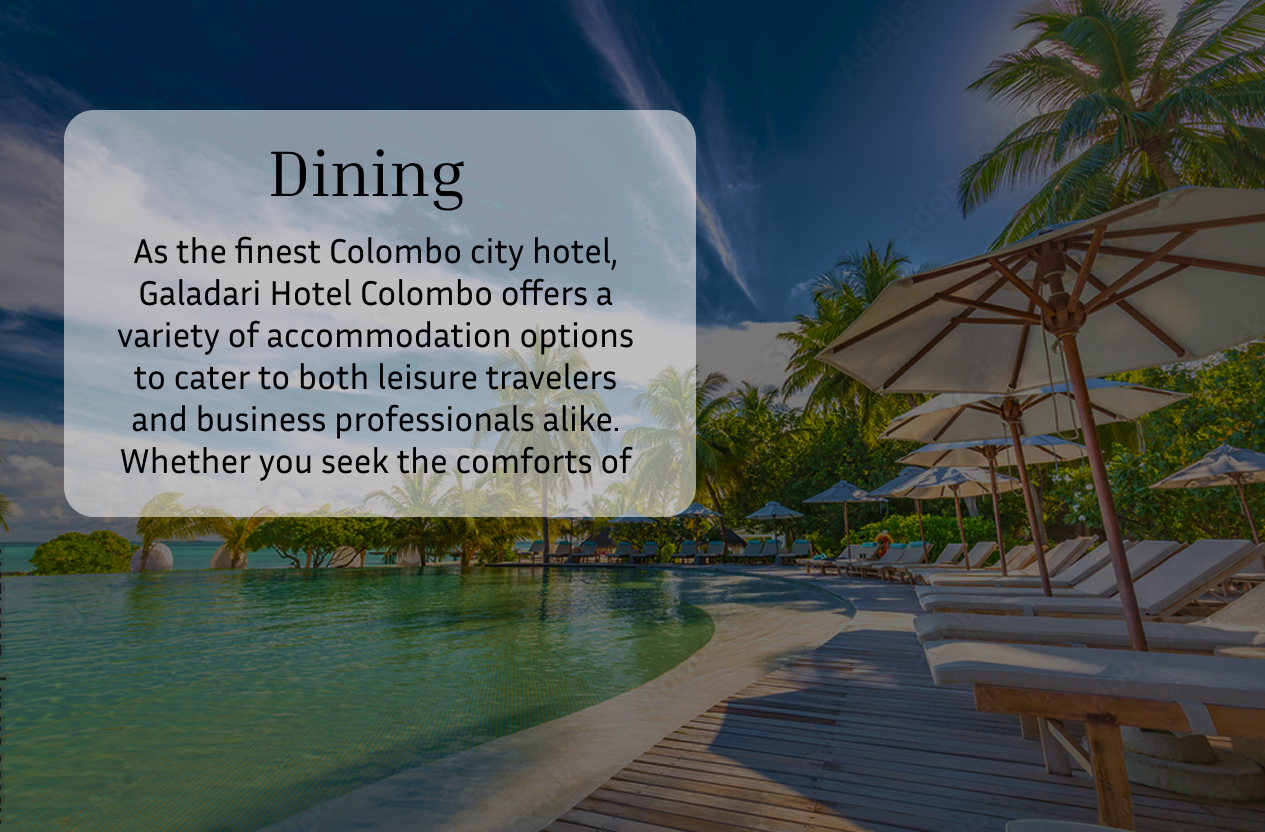 Dining
As the finest Colombo city hotel,
Galadari Hotel Colombo offers a
variety of accommodation options
to cater to both leisure travelers
and business professionals alike.
Whether you seek the comforts of